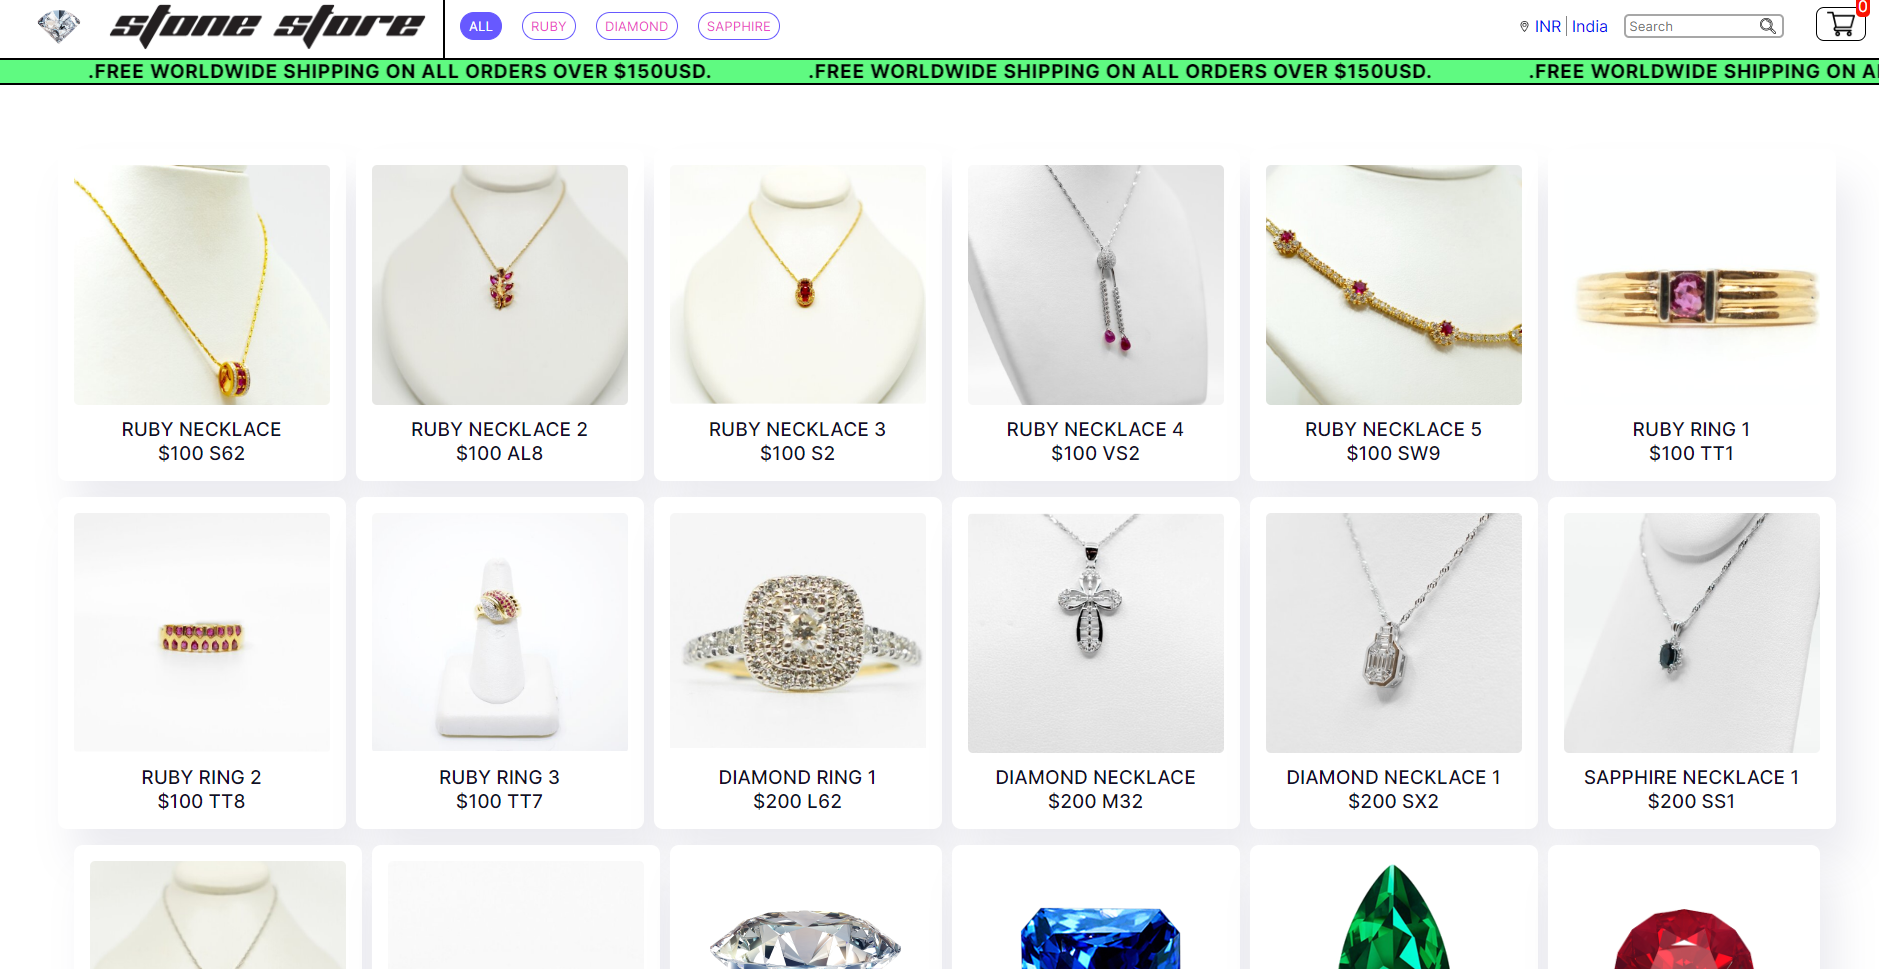 stone store
ALL
RUBY
DIAMOND
SAPPHIRE
INR
India
Search
0
.FREE WORLDWIDE SHIPPING ON ALL ORDERS OVER $150USD.
.FREE WORLDWIDE SHIPPING ON ALL ORDERS OVER $150USD.
.FREE WORLDWIDE SHIPPING ON
RUBY NECKLACE
$100 S62
RUBY NECKLACE 2
$100 AL8
RUBY NECKLACE 3
$100 S2
RUBY NECKLACE 4
$100 VS2
RUBY NECKLACE 5
$100 SW9
RUBY RING 1
$100 TT1
RUBY RING 2
$100 TT8
RUBY RING 3
$100 TT7
DIAMOND RING 1
$200 L62
DIAMOND NECKLACE
$200 M32
DIAMOND NECKLACE 1
$200 SX2
SAPPHIRE NECKLACE 1
$200 SS1